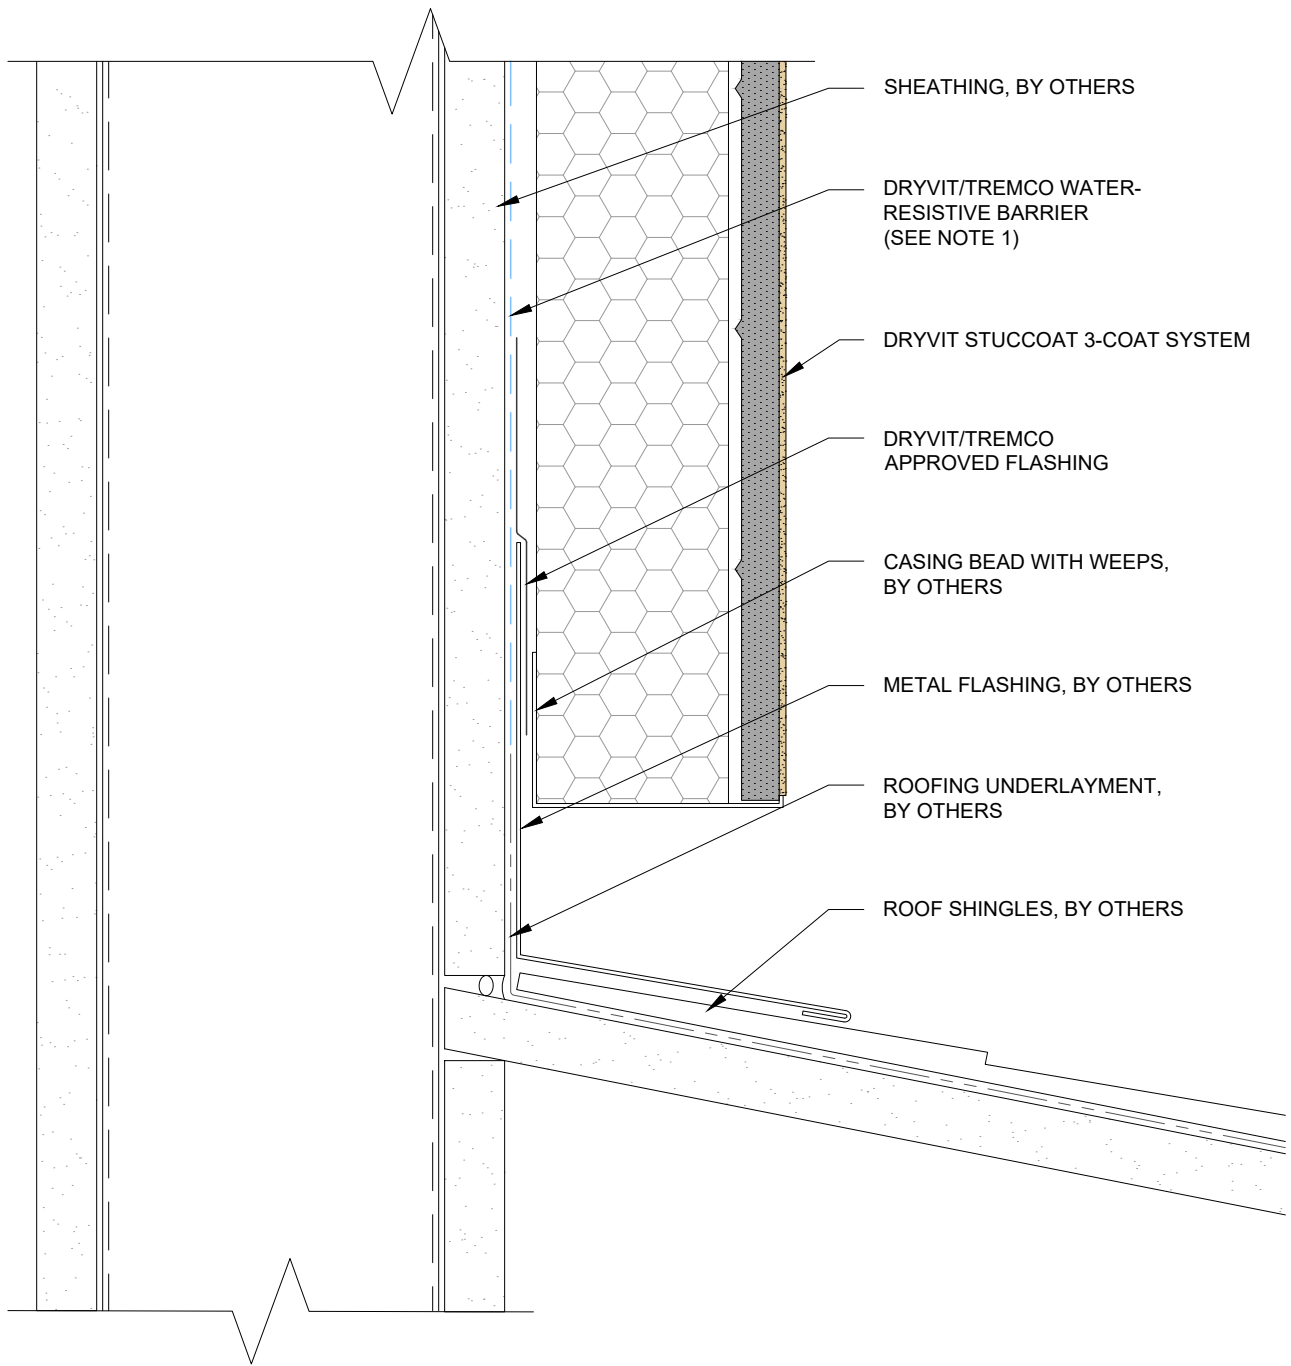 SHEATHING, BY OTHERS
DRYVIT/TREMCO WATER-
RESISTIVE BARRIER
(SEE NOTE 1)
DRYVIT STUCCOAT 3-COAT SYSTEM
DRYVIT/TREMCO
APPROVED FLASHING
CASING BEAD WITH WEEPS,
BY OTHERS
METAL FLASHING, BY OTHERS
ROOFING UNDERLAYMENT,
BY OTHERS
ROOF SHINGLES, BY OTHERS